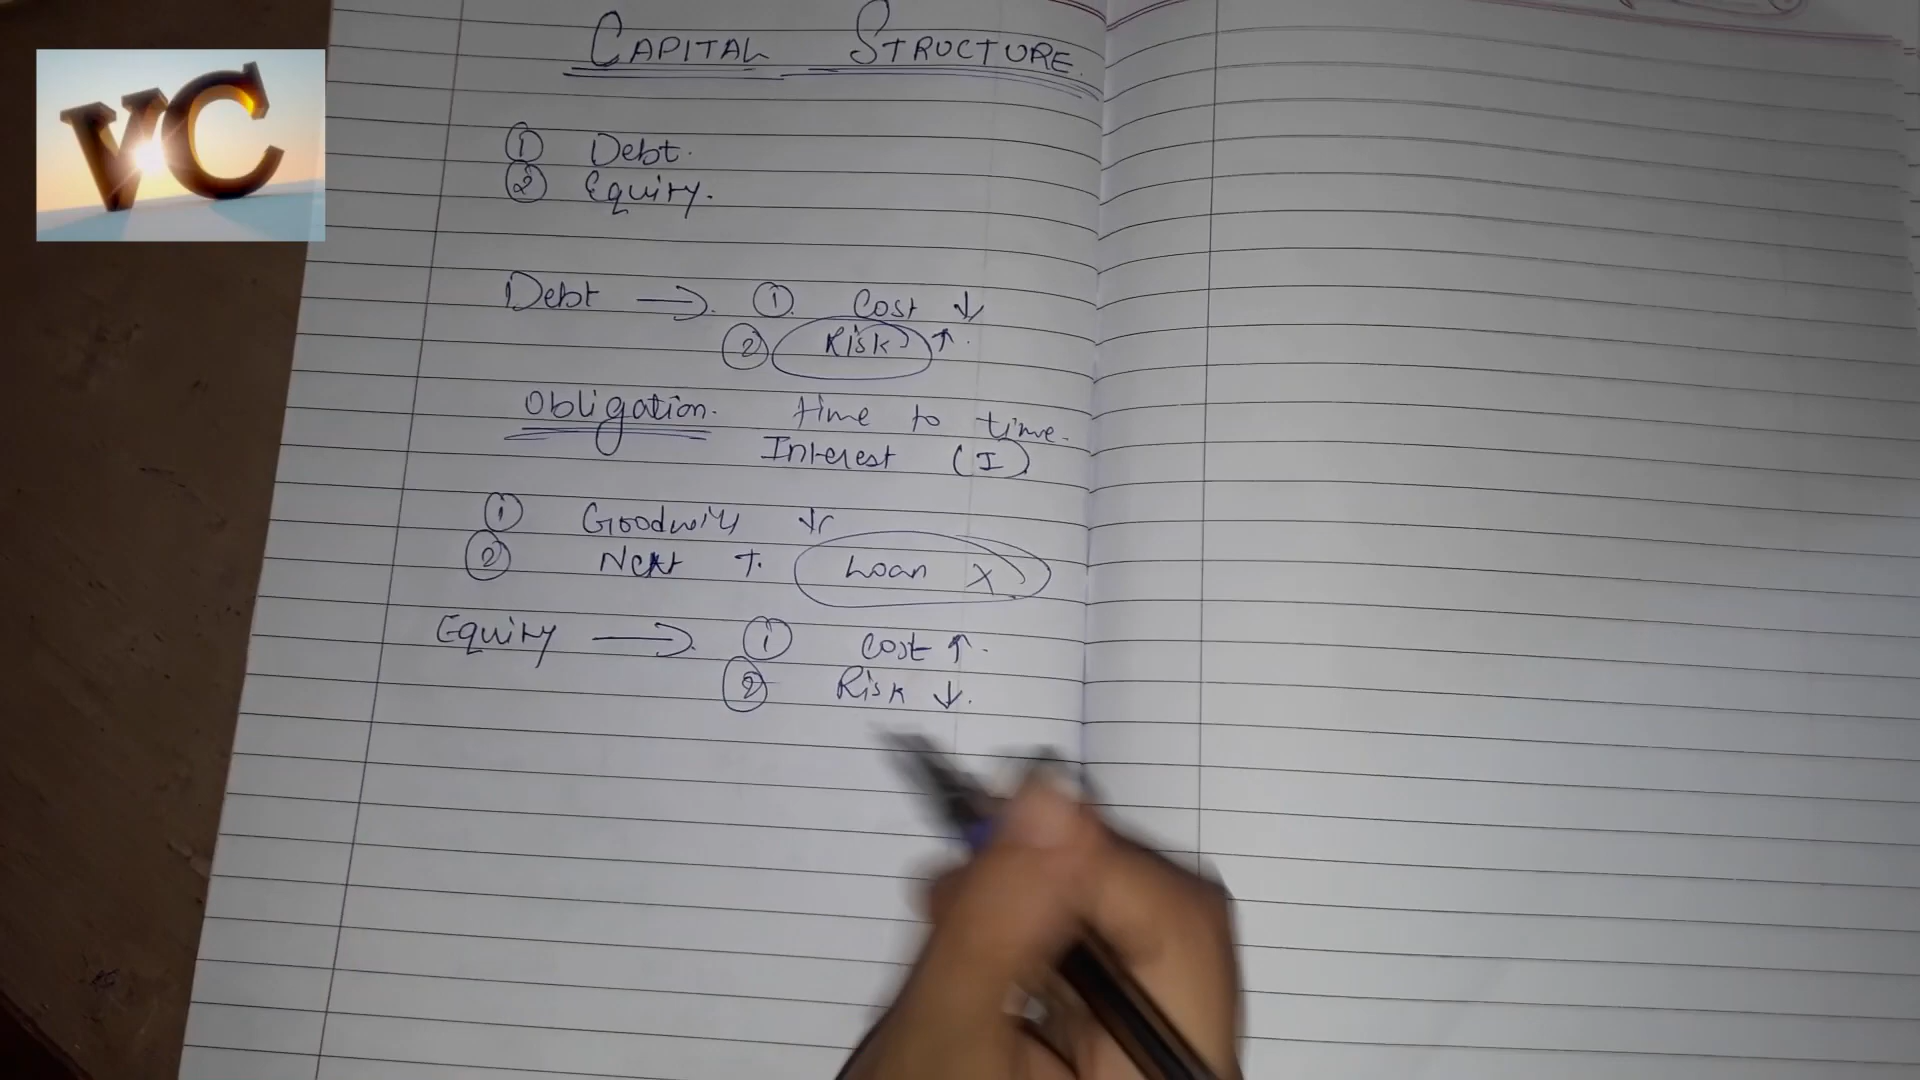 VC
CAPITAL STRUCTURE.
① Debt.
② Equity.
Debt → ① Cost ↓
② Risk ↑.
Obligation. time to time.
Interest (I)
① Goodwill ↓
② Next T. Loan X
Equity → ① Cost ↑.
② Risk ↓.